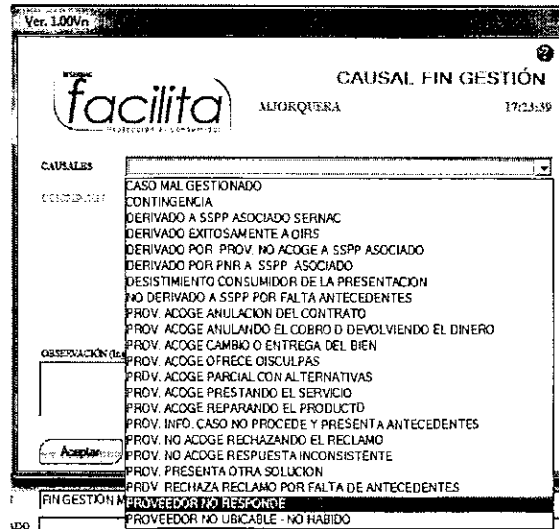 Ver. 1.00Vn
CAUSAL FIN GESTIÓN
facilita
MJORQUERA
17:23:39
CAUSALES
CASO MAL GESTIONADO
CONTINGENCIA
DERIVADO A SSPP ASOCIADO SERNAC
DERIVADO EXITOSAMENTE A OIRS
DERIVADO POR PROV. NO ACOGE A SSPP ASOCIADO
DERIVADO POR PNR A SSPP ASOCIADO
DESISTIMIENTO CONSUMIDOR DE LA PRESENTACION
NO DERIVADO A SSPP POR FALTA ANTECEDENTES
PROV. ACOGE ANULACION DEL CONTRATO
PROV. ACOGE ANULANDO EL COBRO D DEVOLVIENDO EL DINERO
PROV. ACOGE CAMBIO O ENTREGA DEL BIEN
OBSERVACIÓN
PROV. ACOGE OFRECE DISCULPAS
PROV. ACOGE PARCIAL CON ALTERNATIVAS
PROV. ACOGE PRESTANDO EL SERVICIO
PROV. ACOGE REPARANDO EL PRODUCTO
PROV. INFO. CASO NO PROCEDE Y PRESENTA ANTECEDENTES
PROV. NO ACOGE RECHAZANDO EL RECLAMO
Aceptar
PROV. NO ACOGE RESPUESTA INCONSISTENTE
PROV. PRESENTA OTRA SOLUCION
PROV. RECHAZA RECLAMO POR FALTA DE ANTECEDENTES
FIN GESTION M
PROVEEDOR NO RESPONDE
ADO
PROVEEDOR NO UBICABLE - NO HABIDO